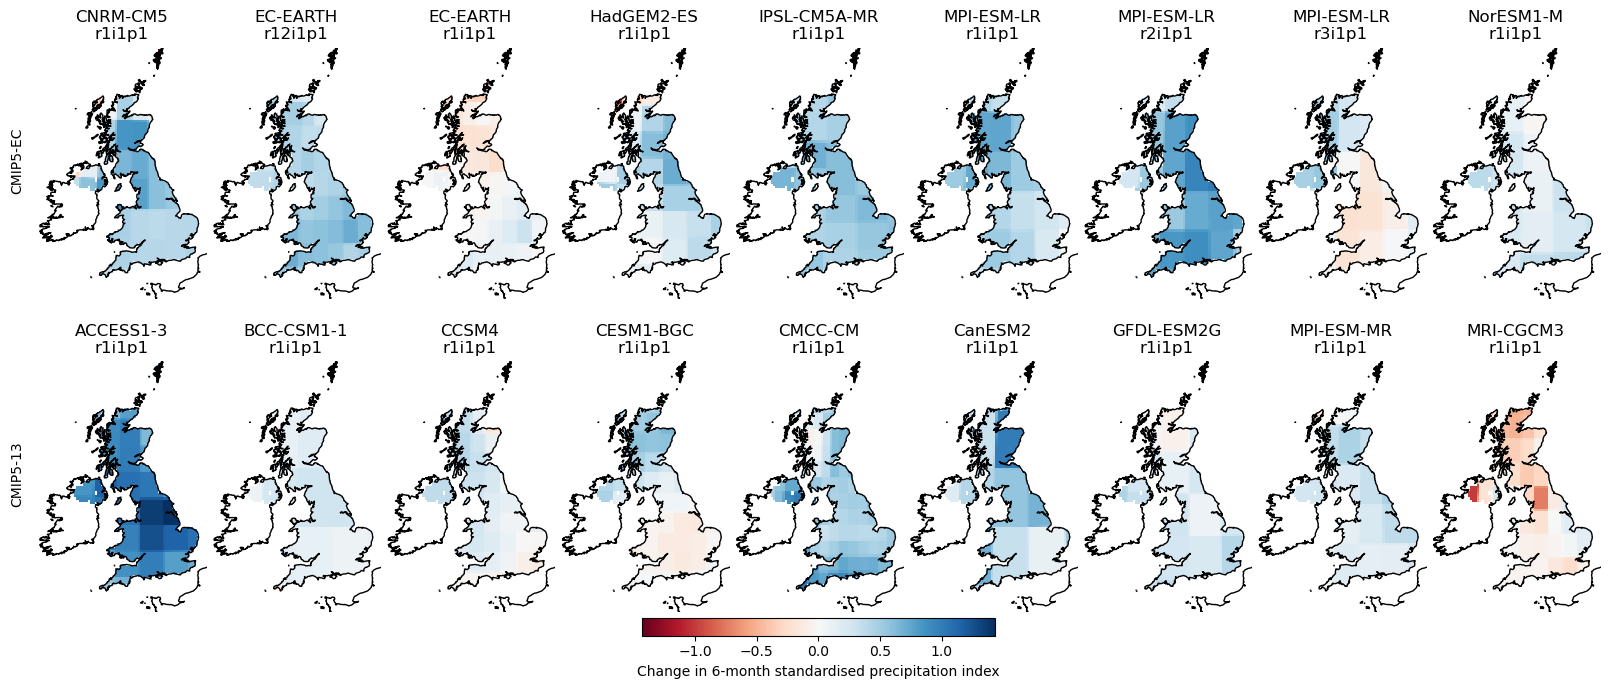 CNRM-CM5
r1i1p1
EC-EARTH
r12i1p1
EC-EARTH
r1i1p1
HadGEM2-ES
r1i1p1
IPSL-CM5A-MR
r1i1p1
MPI-ESM-LR
r1i1p1
MPI-ESM-LR
r2i1p1
MPI-ESM-LR
r3i1p1
NorESM1-M
r1i1p1
CMIP5-EC
ACCESS1-3
r1i1p1
BCC-CSM1-1
r1i1p1
CCSM4
r1i1p1
CESM1-BGC
r1i1p1
CMCC-CM
r1i1p1
CanESM2
r1i1p1
GFDL-ESM2G
r1i1p1
MPI-ESM-MR
r1i1p1
MRI-CGCM3
r1i1p1
CMIP5-13
−1.0 −0.5 0.0 0.5 1.0
Change in 6-month standardised precipitation index